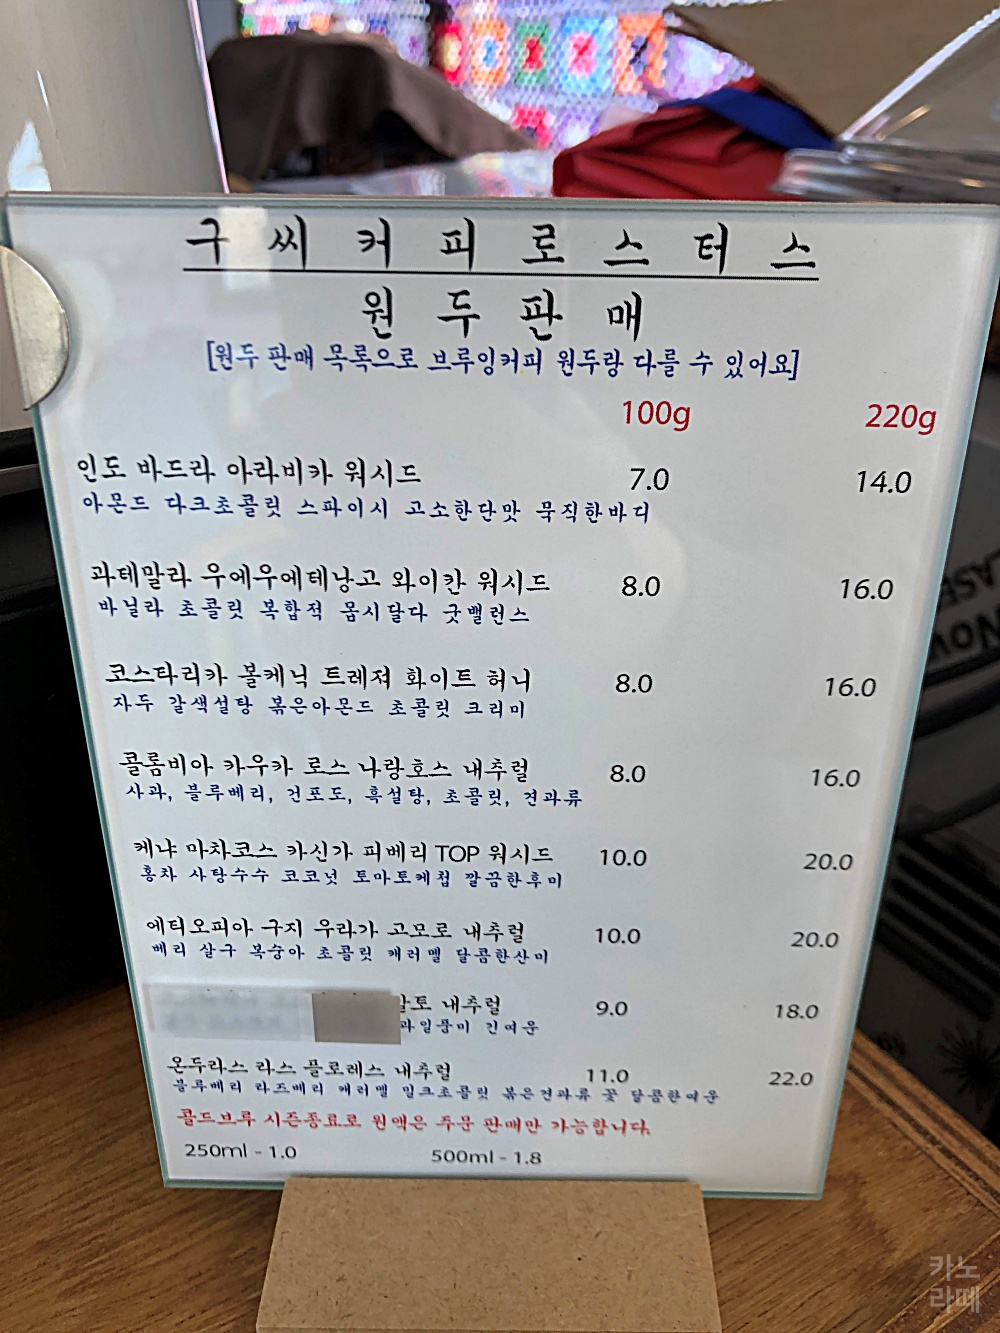 구씨커피로스터스
원두판매
[원두 판매 목록으로 브루잉커피 원두랑 다를 수 있어요]
100g 220g
인도 바드라 아라비카 워시드 7.0 14.0
아몬드 다크초콜릿 스파이시 고소한단맛 묵직한바디
과테말라 우에우에테낭고 와이칸 워시드 8.0 16.0
바닐라 초콜릿 복합적 몹시달다 굿밸런스
코스타리카 볼케닉 트레져 화이트 허니 8.0 16.0
자두 갈색설탕 볶은아몬드 초콜릿 크리미
콜롬비아 카우카 로스 나랑호스 내추럴 8.0 16.0
사과, 블루베리, 건포도, 흑설탕, 초콜릿, 견과류
케냐 마차코스 카신가 피베리 TOP 워시드 10.0 20.0
홍차 사탕수수 코코넛 토마토케첩 깔끔한후미
에티오피아 구지 우라가 고모로 내추럴 10.0 20.0
베리 살구 복숭아 초콜릿 캐러멜 달콤한산미
내추럴 9.0 18.0
과일풍미 긴여운
온두라스 라스 플로레스 내추럴 11.0 22.0
블루베리 라즈베리 캐러멜 밀크초콜릿 볶은견과류 꽃 달콤한여운
콜드브루 시즌종료로 원액은 주문 판매만 가능합니다.
250ml - 1.0 500ml - 1.8
카노
라떼